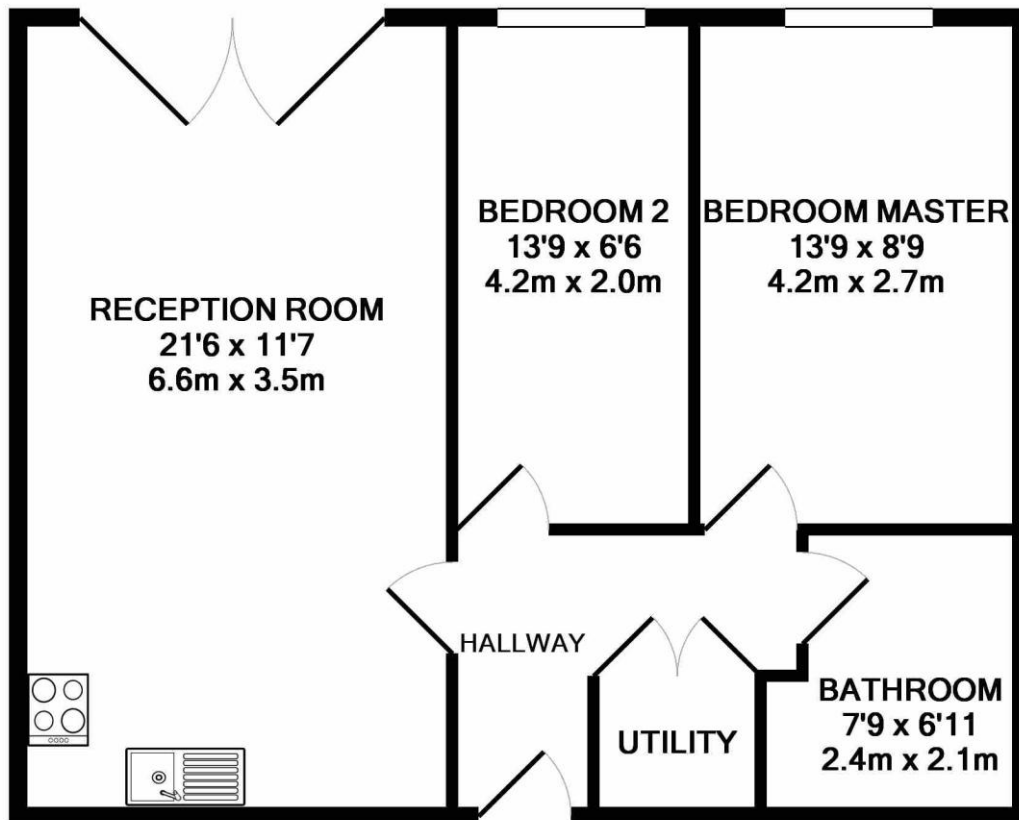 RECEPTION ROOM
21'6 x 11'7
6.6m x 3.5m
BEDROOM 2
13'9 x 6'6
4.2m x 2.0m
BEDROOM MASTER
13'9 x 8'9
4.2m x 2.7m
HALLWAY
UTILITY
BATHROOM
7'9 x 6'11
2.4m x 2.1m